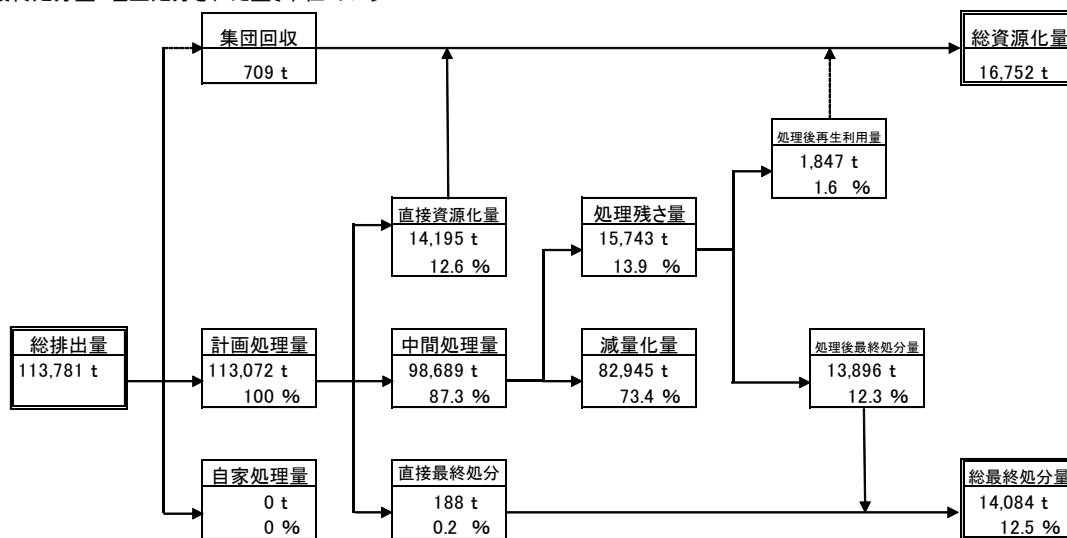 集団回収
709 t
総資源化量
16,752 t
処理後再生利用量
1,847 t
1.6 %
直接資源化量
14,195 t
12.6 %
処理残さ量
15,743 t
13.9 %
総排出量
113,781 t
計画処理量
113,072 t
100 %
中間処理量
98,689 t
87.3 %
減量化量
82,945 t
73.4 %
処理後最終処分量
13,896 t
12.3 %
自家処理量
0 t
0 %
直接最終処分
188 t
0.2 %
総最終処分量
14,084 t
12.5 %